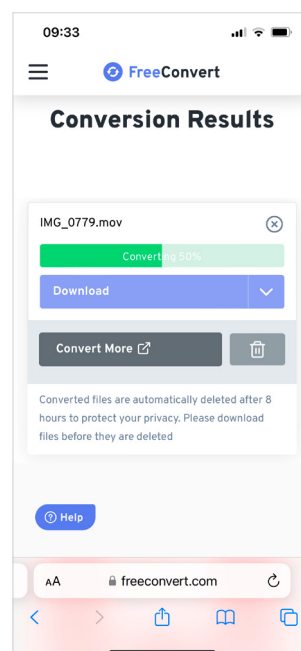 09:33
FreeConvert
Conversion Results
IMG_0779.mov
Converting 50%
Download
Convert More
Converted files are automatically deleted after 8
hours to protect your privacy. Please download
files before they are deleted
? Help
AA
freeconvert.com